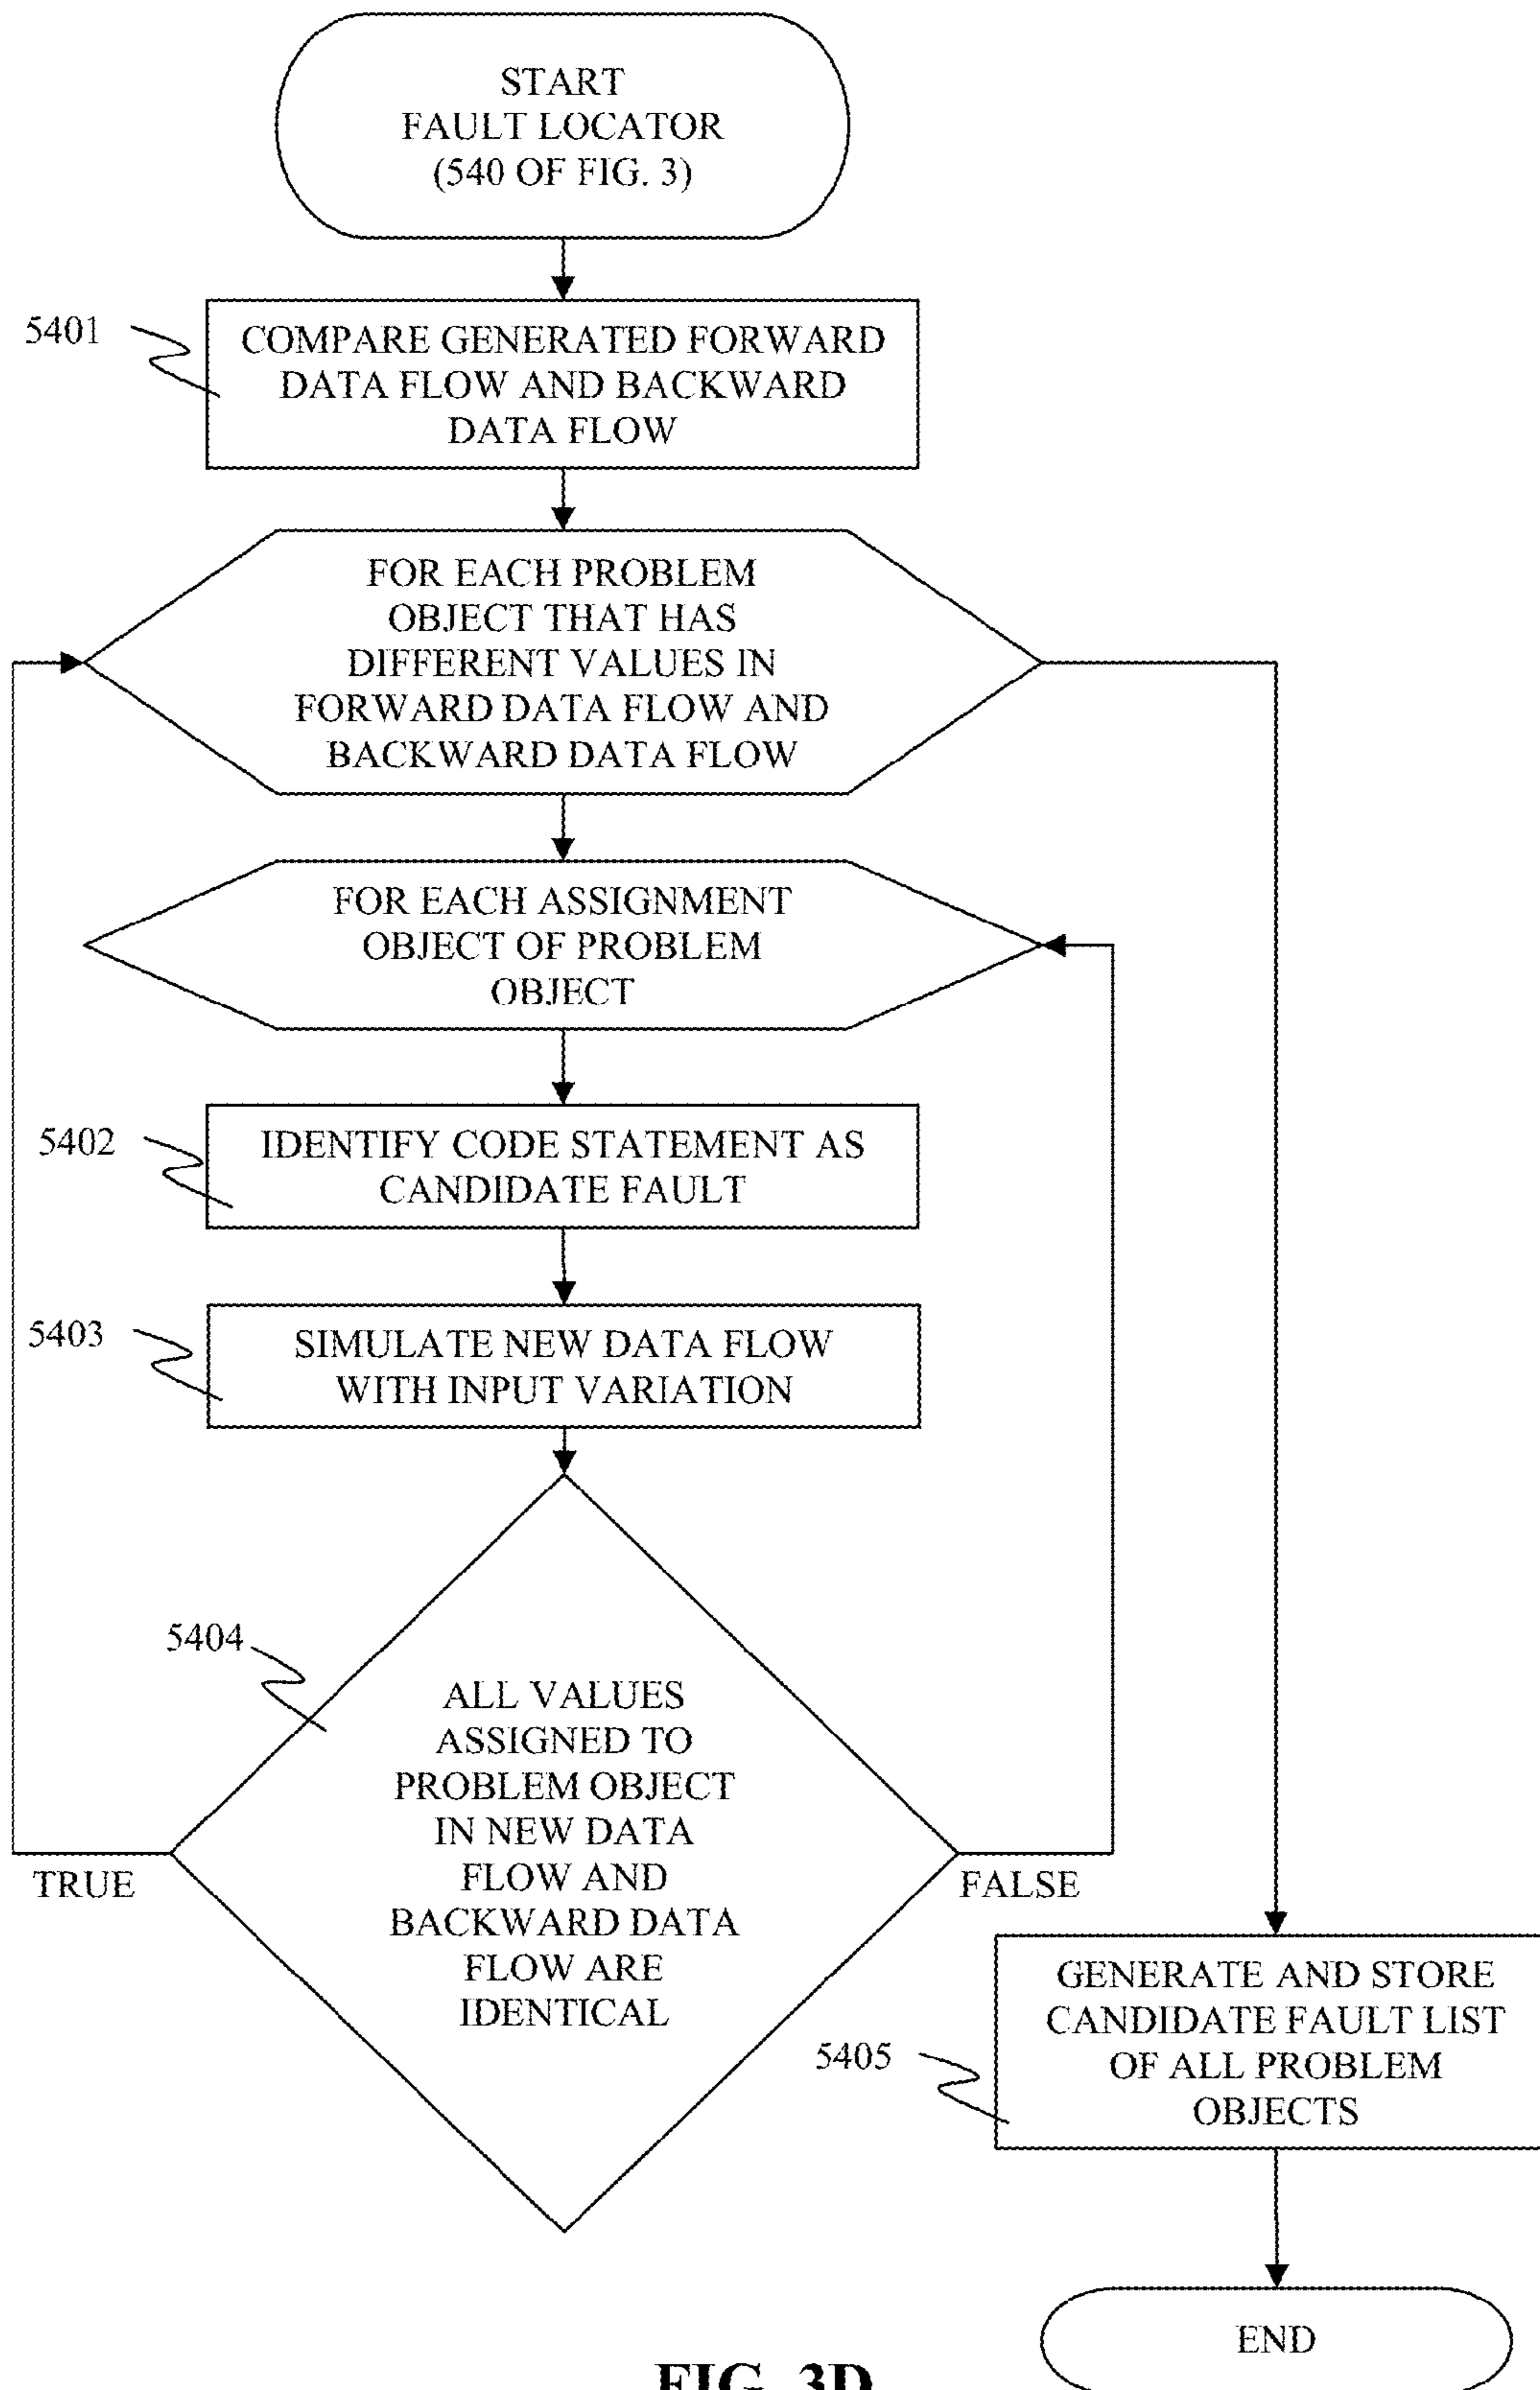 START
FAULT LOCATOR
(540 OF FIG. 3)
5401
COMPARE GENERATED FORWARD
DATA FLOW AND BACKWARD
DATA FLOW
FOR EACH PROBLEM
OBJECT THAT HAS
DIFFERENT VALUES IN
FORWARD DATA FLOW AND
BACKWARD DATA FLOW
FOR EACH ASSIGNMENT
OBJECT OF PROBLEM
OBJECT
5402
IDENTIFY CODE STATEMENT AS
CANDIDATE FAULT
5403
SIMULATE NEW DATA FLOW
WITH INPUT VARIATION
5404
ALL VALUES
ASSIGNED TO
PROBLEM OBJECT
IN NEW DATA
FLOW AND
BACKWARD DATA
FLOW ARE
IDENTICAL
TRUE
FALSE
5405
GENERATE AND STORE
CANDIDATE FAULT LIST
OF ALL PROBLEM
OBJECTS
END
FIG. 3D